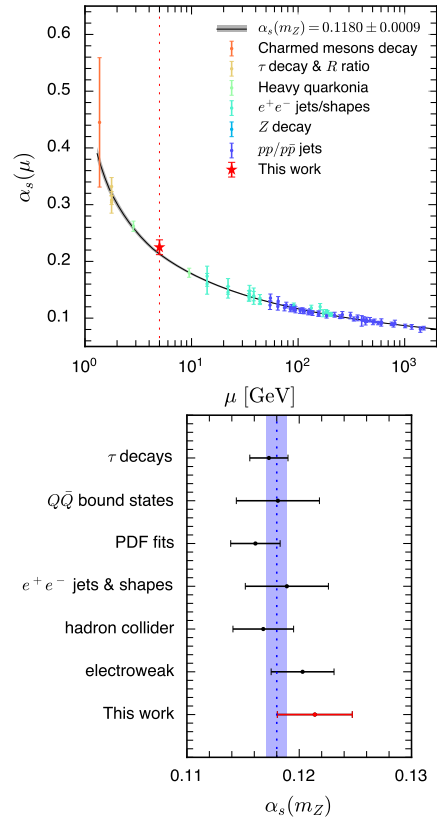 0.6
0.5
0.4
0.3
0.2
0.1
α_s(μ)
α_s(m_Z) = 0.1180 ± 0.0009
Charmed mesons decay
τ decay & R ratio
Heavy quarkonia
e⁺e⁻ jets/shapes
Z decay
pp/pp̄ jets
This work
10⁰ 10¹ 10² 10³
μ [GeV]
τ decays
QQ̄ bound states
PDF fits
e⁺e⁻ jets & shapes
hadron collider
electroweak
This work
0.11 0.12 0.13
α_s(m_Z)